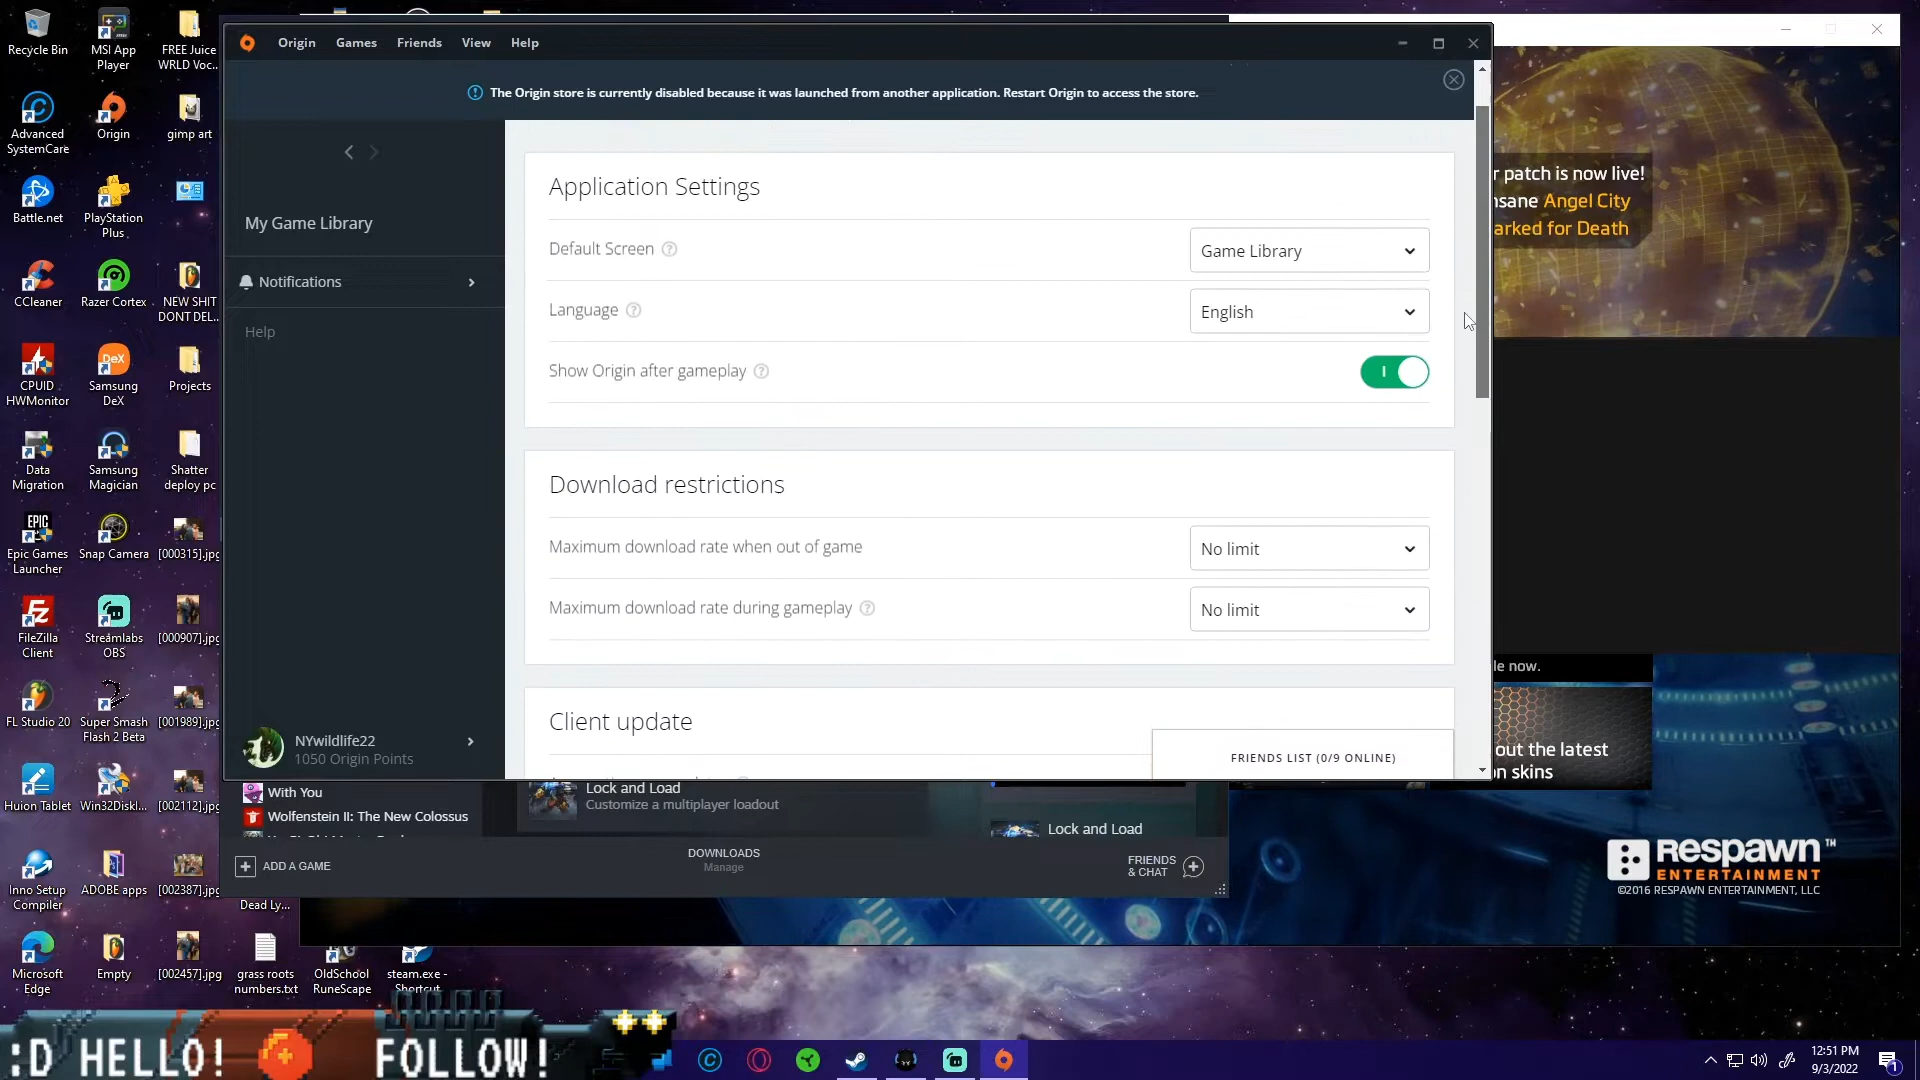 Recycle Bin
MSI App
Player
FREE Juice
WRLD Voc...
Advanced
SystemCare
Origin
gimp art
Battle.net
PlayStation
Plus
CCleaner
Razer Cortex
NEW SHIT
DONT DEL...
CPUID
HWMonitor
Samsung
DeX
Projects
Data
Migration
Samsung
Magician
Shatter
deploy pc
Epic Games
Launcher
Snap Camera
[000315].jpg
FileZilla
Client
Streamlabs
OBS
[000907].jpg
FL Studio 20
Super Smash
Flash 2 Beta
[001989].jpg
Huion Tablet
Win32DiskI...
[002112].jpg
Inno Setup
Compiler
ADOBE apps
[002387].jpg
Dead Ly...
Microsoft
Edge
Empty
[002457].jpg
grass roots
numbers.txt
OldSchool
RuneScape
steam.exe -
Shortcut
Origin
Games
Friends
View
Help
The Origin store is currently disabled because it was launched from another application. Restart Origin to access the store.
My Game Library
Notifications
Help
NYwildlife22
1050 Origin Points
Application Settings
Default Screen
Game Library
Language
English
Show Origin after gameplay
Download restrictions
Maximum download rate when out of game
No limit
Maximum download rate during gameplay
No limit
Client update
FRIENDS LIST (0/9 ONLINE)
r patch is now live!
nsane Angel City
arked for Death
le now.
out the latest
n skins
With You
Wolfenstein II: The New Colossus
Lock and Load
Customize a multiplayer loadout
Lock and Load
ADD A GAME
DOWNLOADS
Manage
FRIENDS
& CHAT
RESPAWN™
ENTERTAINMENT
©2016 RESPAWN ENTERTAINMENT, LLC
:D HELLO!
FOLLOW!
12:51 PM
9/3/2022
1